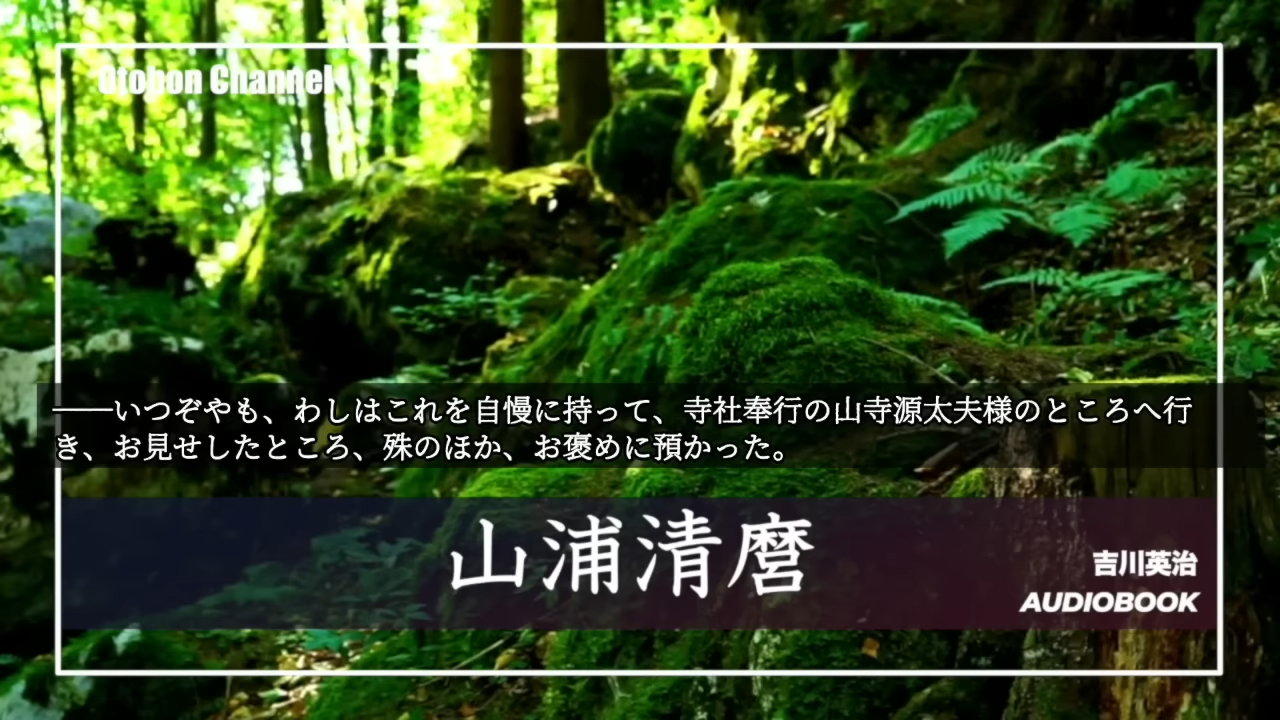 Otohon Channel
――いつぞやも、わしはこれを自慢に持って、寺社奉行の山寺源太夫様のところへ行
き、お見せしたところ、殊のほか、お褒めに預かった。
山浦清麿
吉川英治
AUDIOBOOK